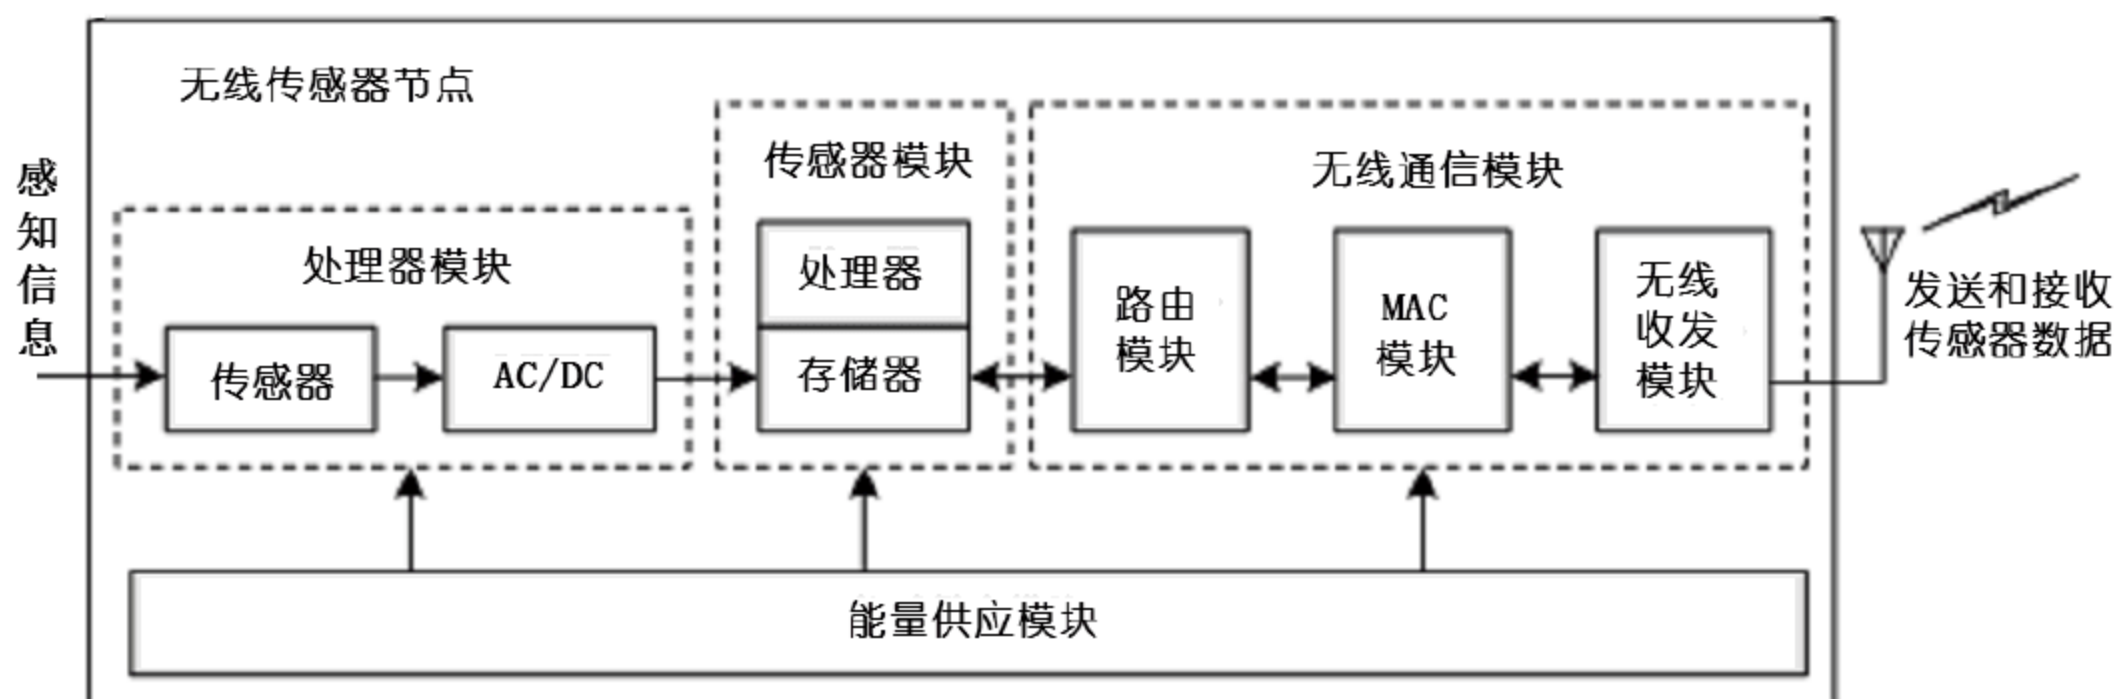 无线传感器节点
感知信息
处理器模块
传感器
AC/DC
传感器模块
处理器
存储器
无线通信模块
路由
模块
MAC
模块
无线
收发
模块
发送和接收
传感器数据
能量供应模块